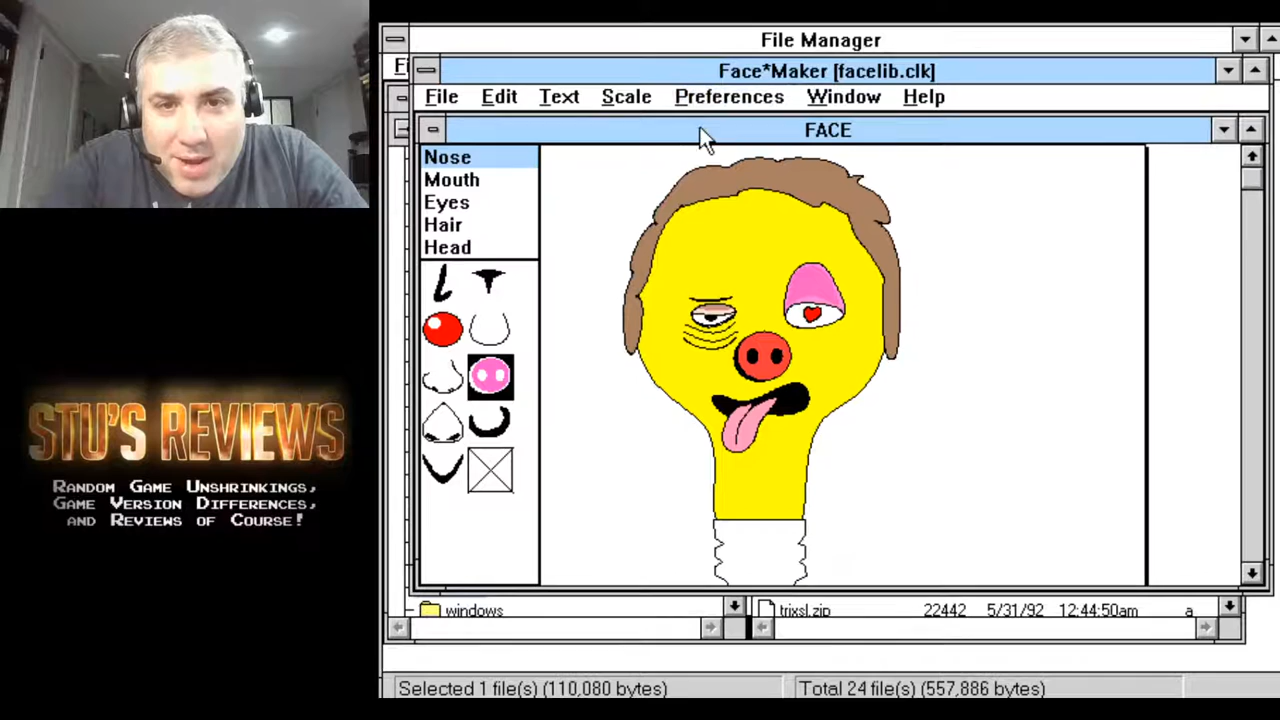 File Manager
F
Face*Maker [facelib.clk]
File Edit Text Scale Preferences Window Help
FACE
Nose
Mouth
Eyes
Hair
Head
STU'S REVIEWS
Random Game Unshrinkings,
Game Version Differences,
and Reviews of Course!
windows
trixsl.zip 22442 5/31/92 12:44:50am a
Selected 1 file(s) (110,080 bytes)
Total 24 file(s) (557,886 bytes)